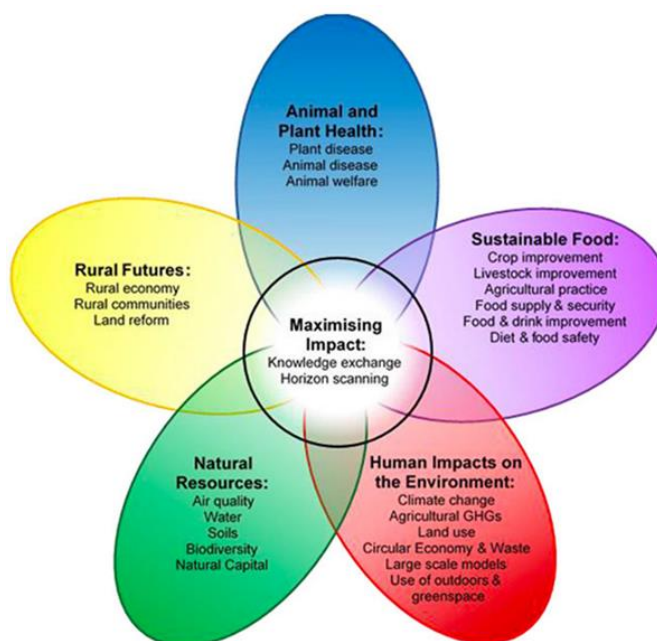 Animal and
Plant Health:
Plant disease
Animal disease
Animal welfare
Sustainable Food:
Crop improvement
Livestock improvement
Agricultural practice
Food supply & security
Food & drink improvement
Diet & food safety
Rural Futures:
Rural economy
Rural communities
Land reform
Maximising
Impact:
Knowledge exchange
Horizon scanning
Natural
Resources:
Air quality
Water
Soils
Biodiversity
Natural Capital
Human Impacts on
the Environment:
Climate change
Agricultural GHGs
Land use
Circular Economy & Waste
Large scale models
Use of outdoors &
greenspace